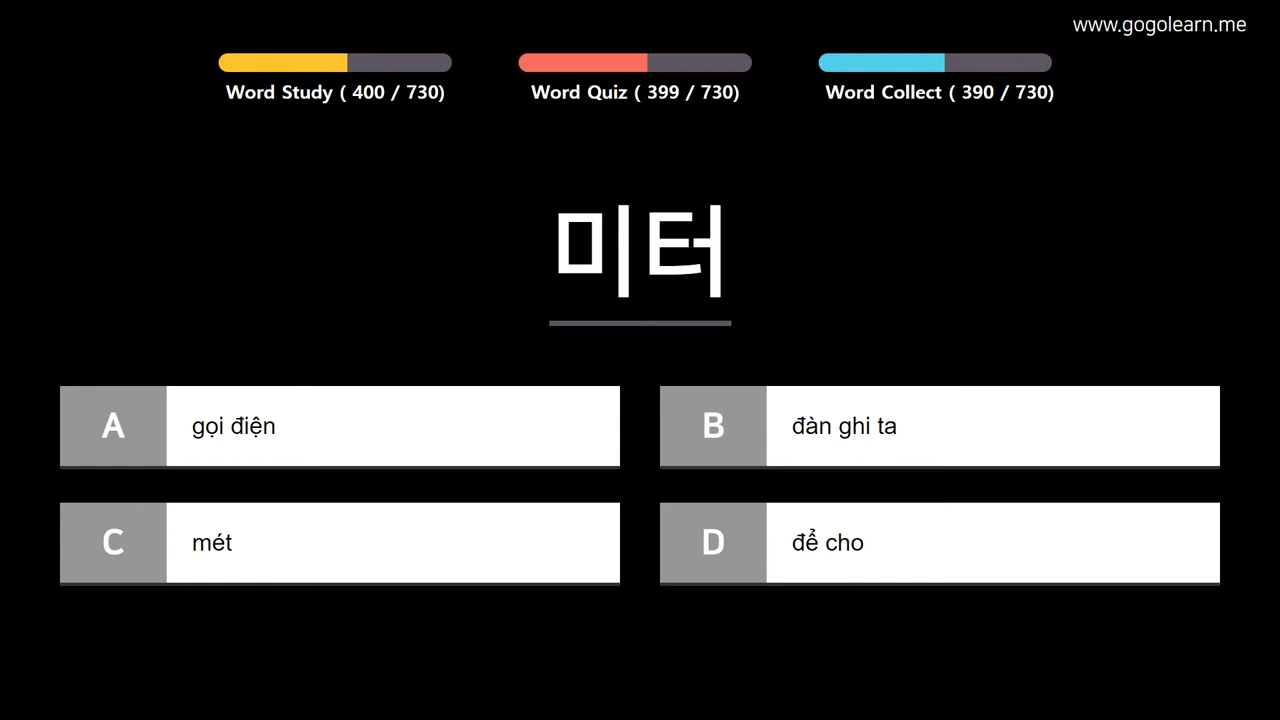 www.gogolearn.me
Word Study ( 400 / 730)
Word Quiz ( 399 / 730)
Word Collect ( 390 / 730)
미터
A
gọi điện
B
đàn ghi ta
C
mét
D
để cho